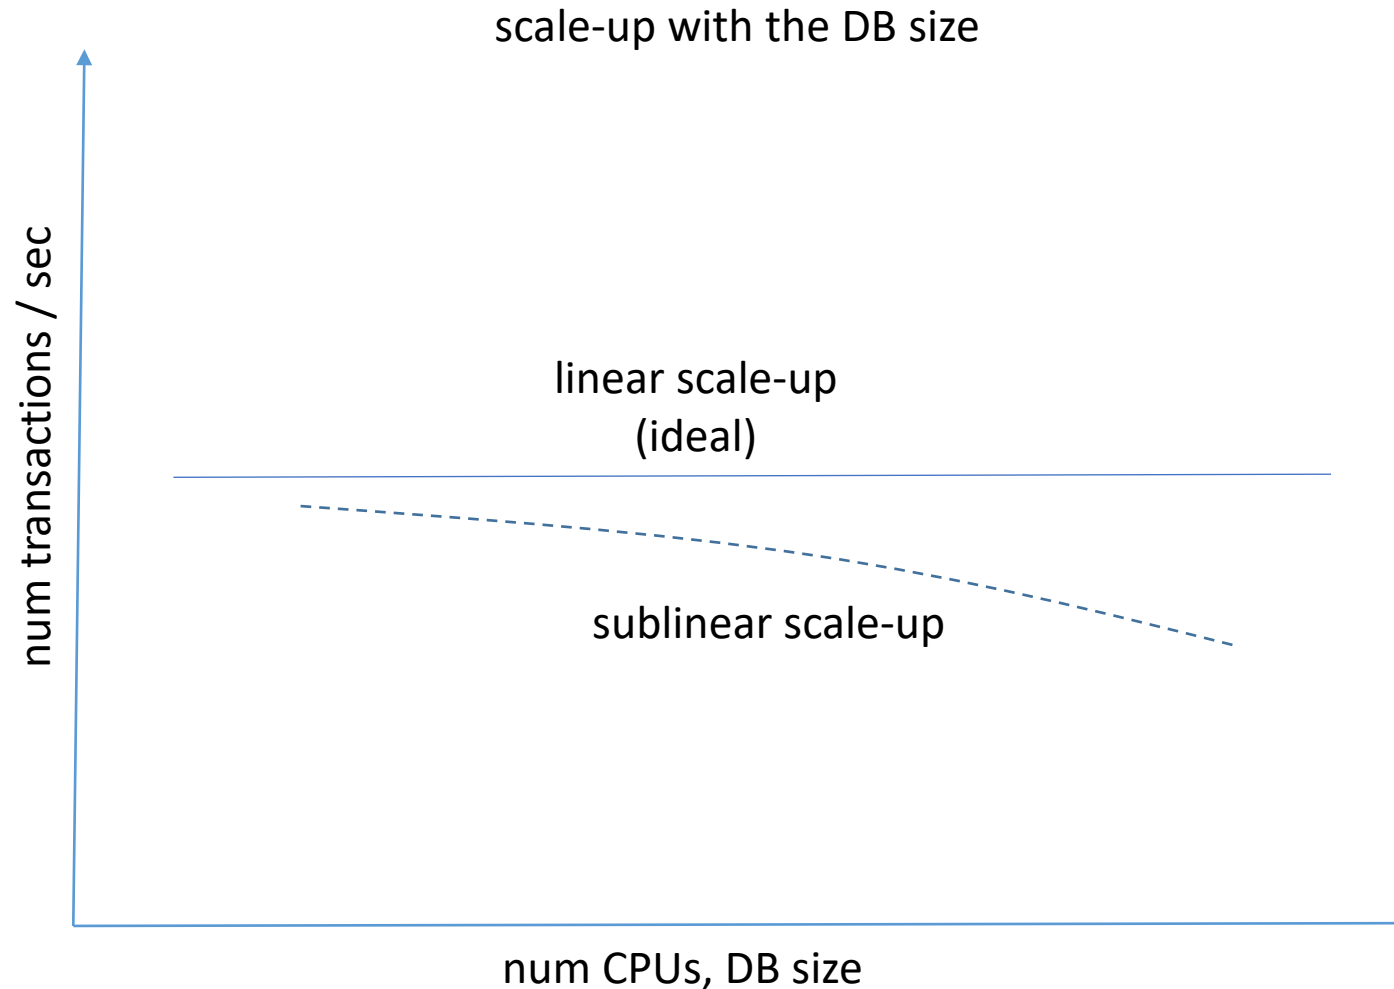 scale-up with the DB size
num transactions / sec
linear scale-up
(ideal)
sublinear scale-up
num CPUs, DB size